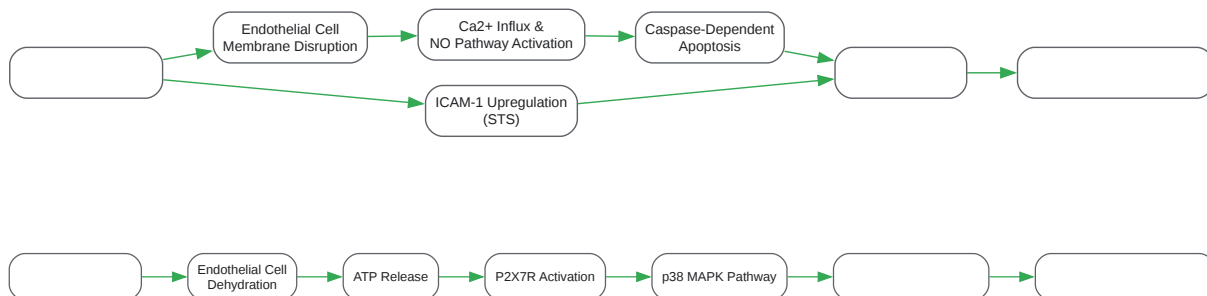 Endothelial Cell
Membrane Disruption
Ca2+ Influx &
NO Pathway Activation
Caspase-Dependent
Apoptosis
ICAM-1 Upregulation
(STS)
Endothelial Cell
Dehydration
ATP Release
P2X7R Activation
p38 MAPK Pathway